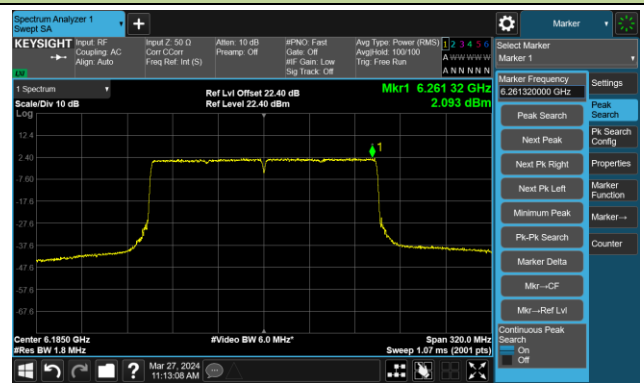 Spectrum Analyzer 1
Swept SA
Marker
KEYSIGHT
Input: RF
Coupling: AC
Align: Auto
Input Z: 50 Ω
Corr CCorr
Freq Ref: Int (S)
Atten: 10 dB
Preamp: Off
#PNO: Fast
Gate: Off
#IF Gain: Low
Sig Track: Off
Avg Type: Power (RMS)
Avg|Hold: 100/100
Trig: Free Run
1 2 3 4 5 6
A W W W W W
A N N N N N
Select Marker
Marker 1
LVI
1 Spectrum
Scale/Div 10 dB
Log
Ref Lvl Offset 22.40 dB
Ref Level 22.40 dBm
Mkr1 6.261 32 GHz
2.093 dBm
1
12.4
2.40
-7.60
-17.6
-27.6
-37.6
-47.6
-57.6
-67.6
Center 6.1850 GHz
#Res BW 1.8 MHz
#Video BW 6.0 MHz*
Span 320.0 MHz
Sweep 1.07 ms (2001 pts)
Marker Frequency
6.261320000 GHz
Peak Search
Next Peak
Next Pk Right
Next Pk Left
Minimum Peak
Pk-Pk Search
Marker Delta
Mkr→CF
Mkr→Ref Lvl
Continuous Peak
Search
On
Off
Settings
Peak
Search
Pk Search
Config
Properties
Marker
Function
Marker→
Counter
?
Mar 27, 2024
11:13:08 AM